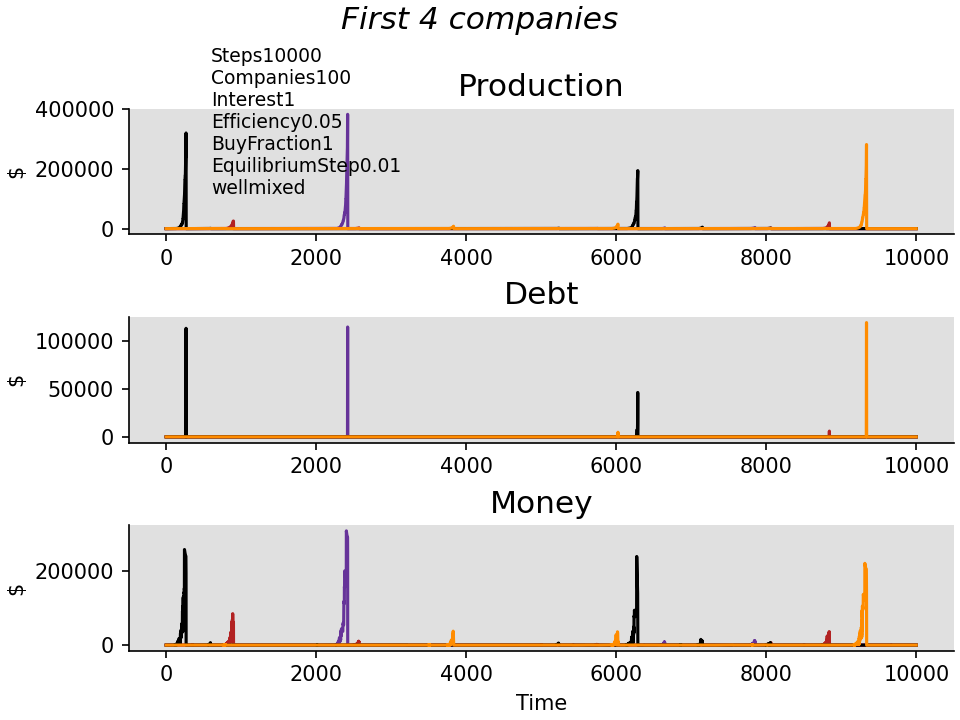 First 4 companies
Steps10000
Companies100
Interest1
Efficiency0.05
BuyFraction1
EquilibriumStep0.01
wellmixed
Production
$
400000
200000
0
0 2000 4000 6000 8000 10000
Debt
$
100000
50000
0
0 2000 4000 6000 8000 10000
Money
$
200000
0
0 2000 4000 6000 8000 10000
Time